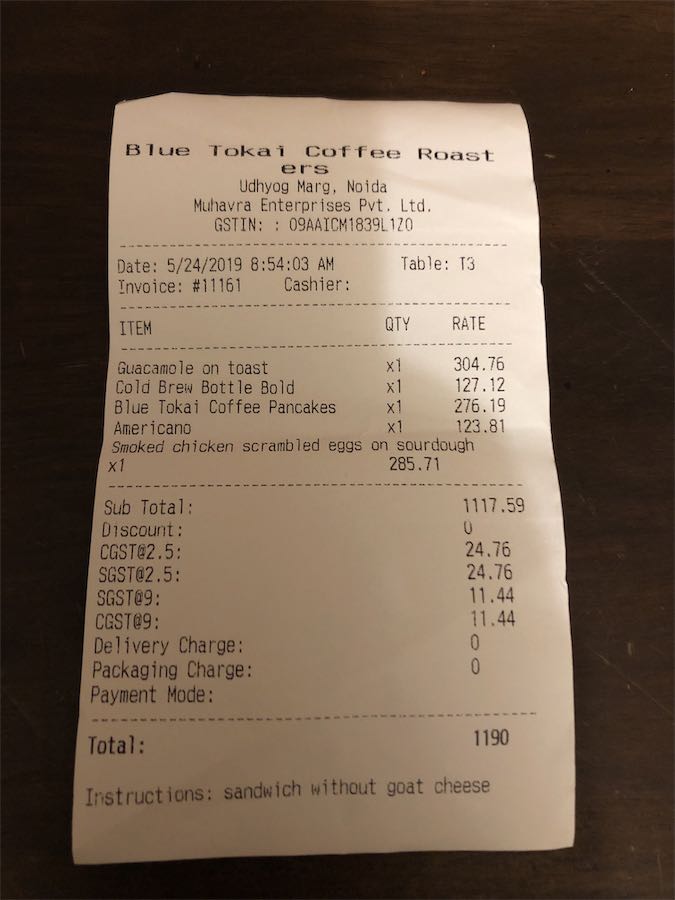 Blue Tokai Coffee Roast
ers
Udhyog Marg, Noida
Muhavra Enterprises Pvt. Ltd.
GSTIN: : 09AAICM1839L1Z0
Date: 5/24/2019 8:54:03 AM Table: T3
Invoice: #11161 Cashier:
ITEM QTY RATE
Guacamole on toast x1 304.76
Cold Brew Bottle Bold x1 127.12
Blue Tokai Coffee Pancakes x1 276.19
Americano x1 123.81
Smoked chicken scrambled eggs on sourdough
x1 285.71
Sub Total: 1117.59
Discount: 0
CGST@2.5: 24.76
SGST@2.5: 24.76
SGST@9: 11.44
CGST@9: 11.44
Delivery Charge: 0
Packaging Charge: 0
Payment Mode:
Total: 1190
Instructions: sandwich without goat cheese